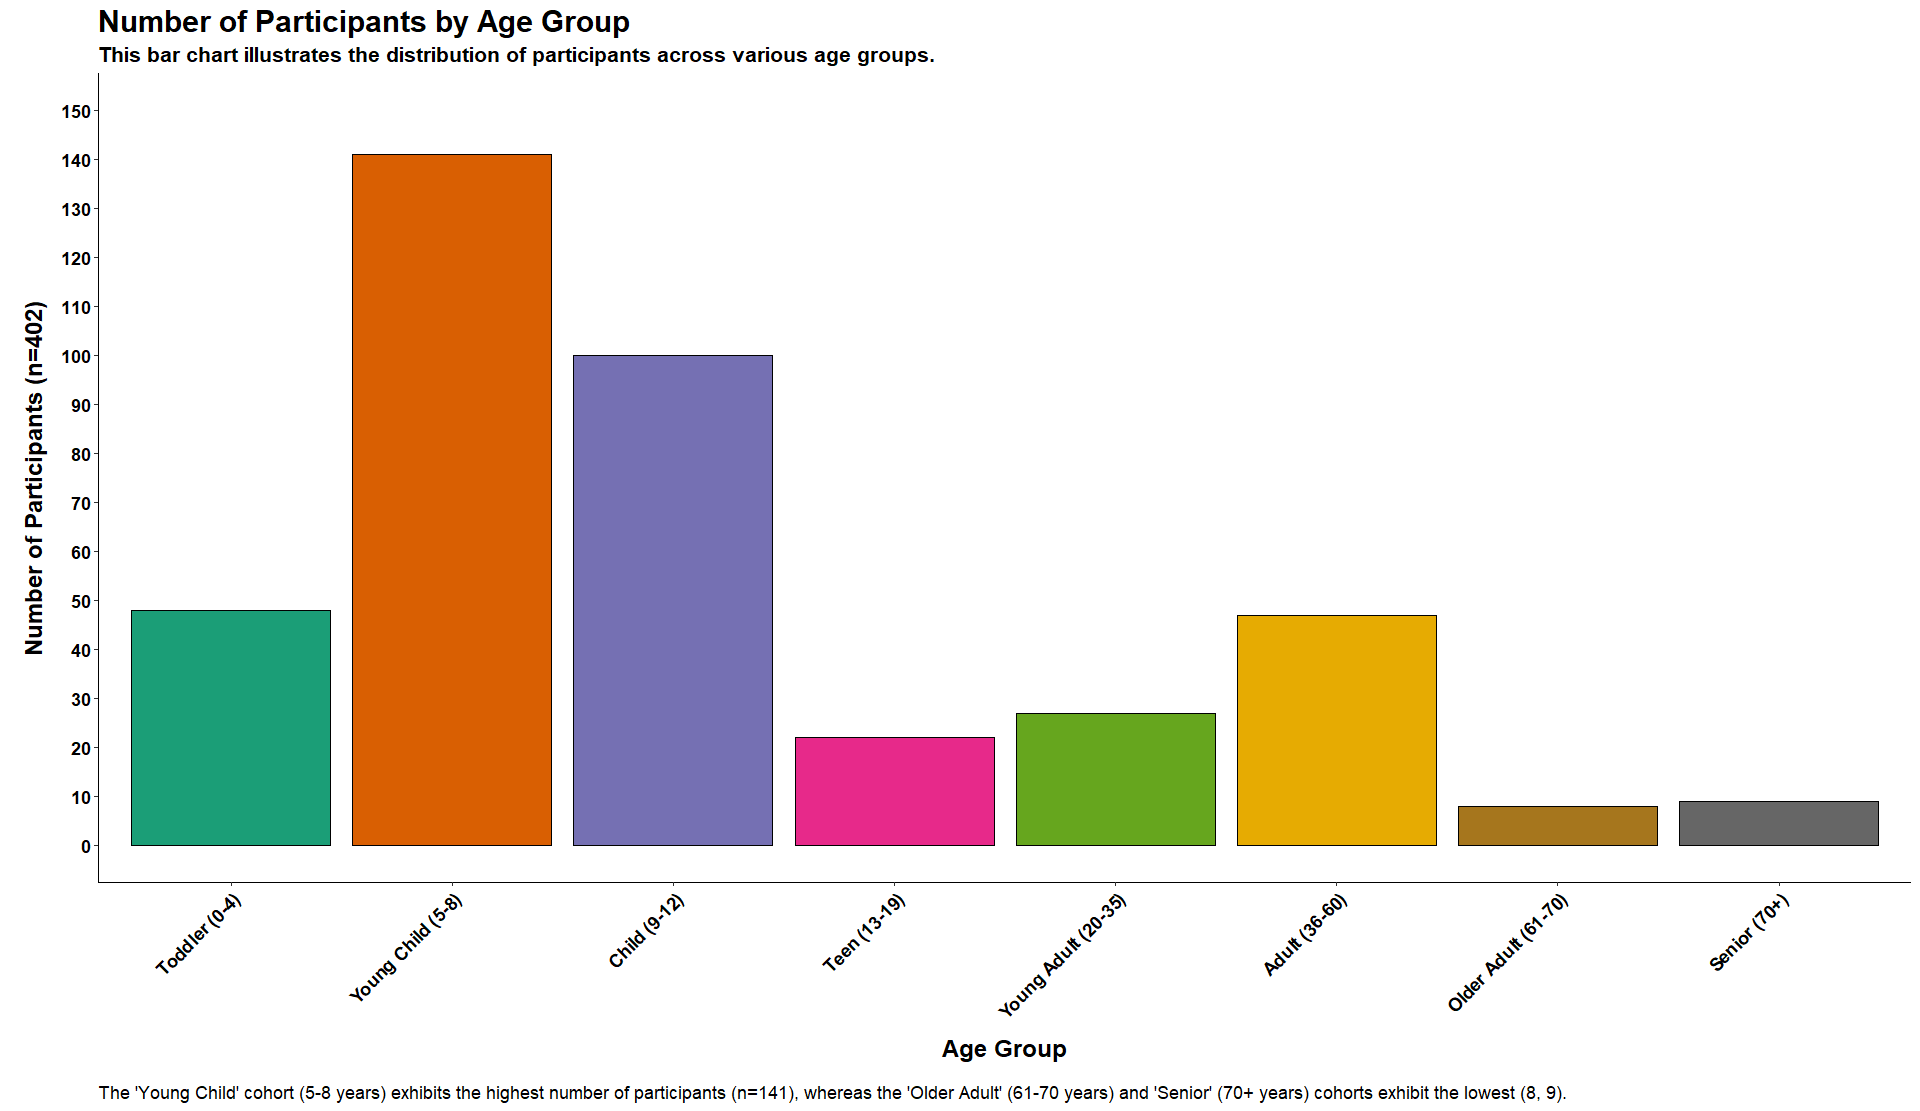 Number of Participants by Age Group
This bar chart illustrates the distribution of participants across various age groups.
Number of Participants (n=402)
150
140
130
120
110
100
90
80
70
60
50
40
30
20
10
0
Toddler (0-4)
Young Child (5-8)
Child (9-12)
Teen (13-19)
Young Adult (20-35)
Adult (36-60)
Older Adult (61-70)
Senior (70+)
Age Group
The 'Young Child' cohort (5-8 years) exhibits the highest number of participants (n=141), whereas the 'Older Adult' (61-70 years) and 'Senior' (70+ years) cohorts exhibit the lowest (8, 9).